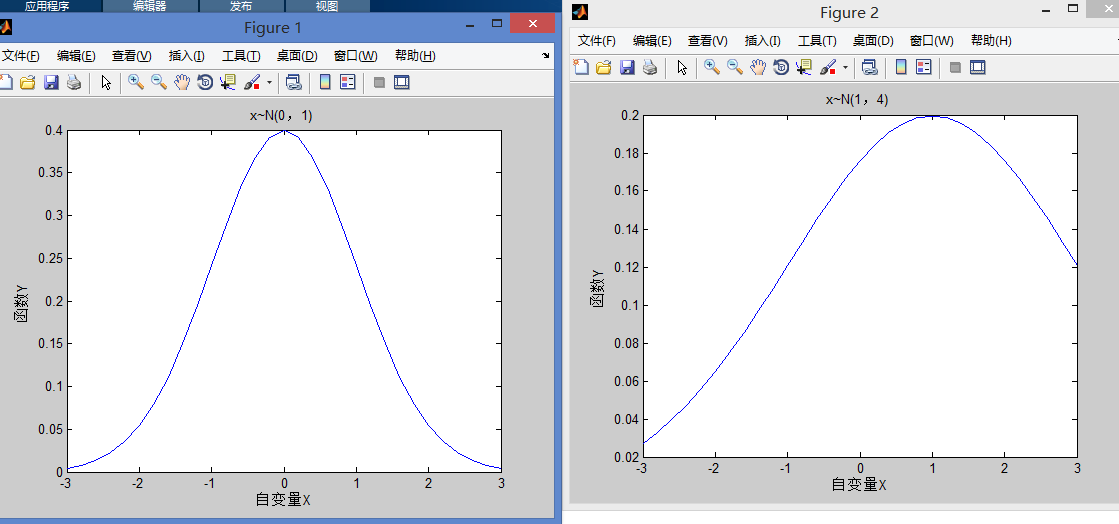 应用程序 编辑器 发布 视图
Figure 1
文件(F) 编辑(E) 查看(V) 插入(I) 工具(T) 桌面(D) 窗口(W) 帮助(H)
x~N(0，1)
0.4
0.35
0.3
0.25
0.2
0.15
0.1
0.05
0
-3 -2 -1 0 1 2 3
函数Y
自变量X
Figure 2
文件(F) 编辑(E) 查看(V) 插入(I) 工具(T) 桌面(D) 窗口(W) 帮助(H)
x~N(1，4)
0.2
0.18
0.16
0.14
0.12
0.1
0.08
0.06
0.04
0.02
-3 -2 -1 0 1 2 3
函数Y
自变量X